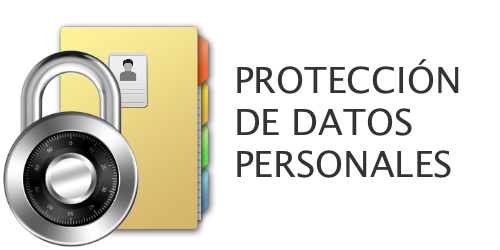 PROTECCIÓN
DE DATOS
PERSONALES